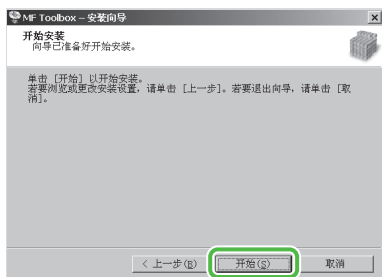 MF Toolbox – 安装向导
开始安装
向导已准备好开始安装。
单击 [开始] 以开始安装。
若要浏览或更改安装设置，请单击 [上一步]。若要退出向导，请单击 [取
消]。
< 上一步(B)
开始(S)
取消